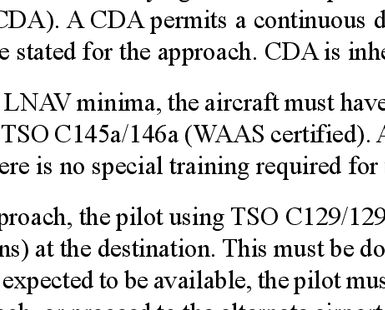 CDA). A CDA permits a continuous d
e stated for the approach. CDA is inhe
LNAV minima, the aircraft must have
TSO C145a/146a (WAAS certified). A
ere is no special training required for
proach, the pilot using TSO C129/129
ns) at the destination. This must be do
expected to be available, the pilot mus